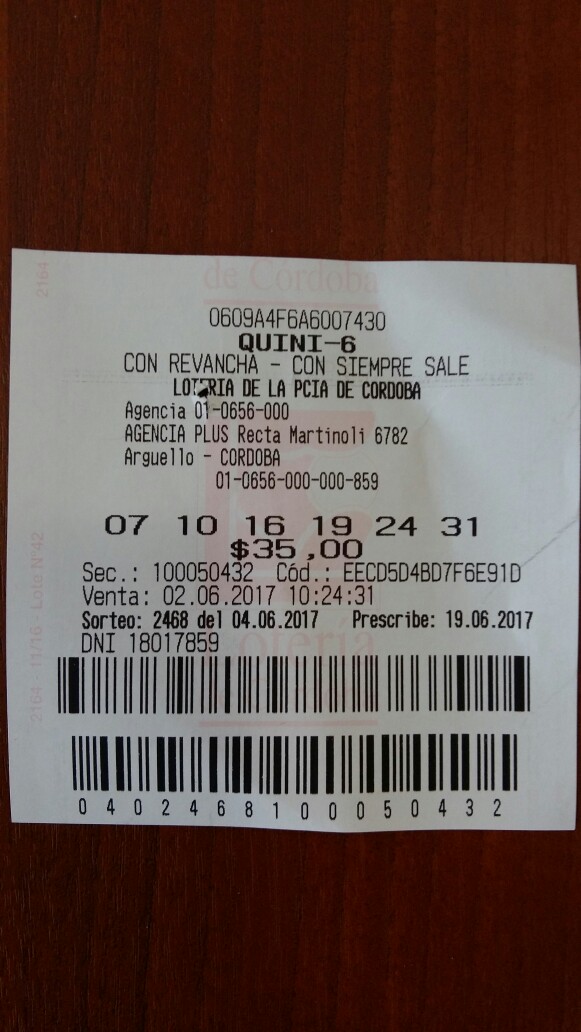 de Córdoba
2164
0609A4F6A6007430
QUINI-6
CON REVANCHA - CON SIEMPRE SALE
LOTERIA DE LA PCIA DE CORDOBA
Agencia 01-0656-000
AGENCIA PLUS Recta Martinoli 6782
Arguello - CORDOBA
01-0656-000-000-859
07 10 16 19 24 31
$35,00
Sec.: 100050432 Cód.: EECD5D4BD7F6E91D
Venta: 02.06.2017 10:24:31
Sorteo: 2468 del 04.06.2017 Prescribe: 19.06.2017
DNI 18017859
Lotería
2164 - 11/16 - Loto N°42
0 4 0 2 4 6 8 1 0 0 0 5 0 4 3 2